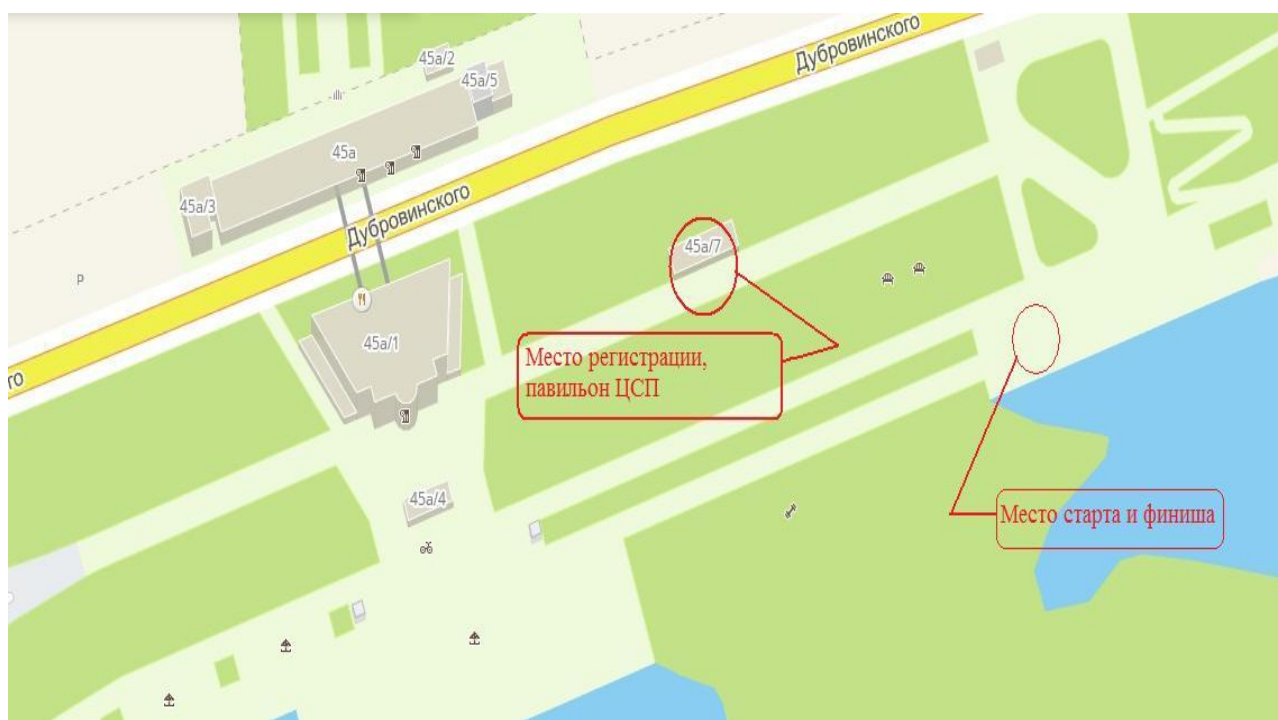 Дубровинского
45а/2
45а/5
45а
45а/3
Дубровинского
45а/7
P
45а/1
Место регистрации,
павильон ЦСП
го
45а/4
Место старта и финиша